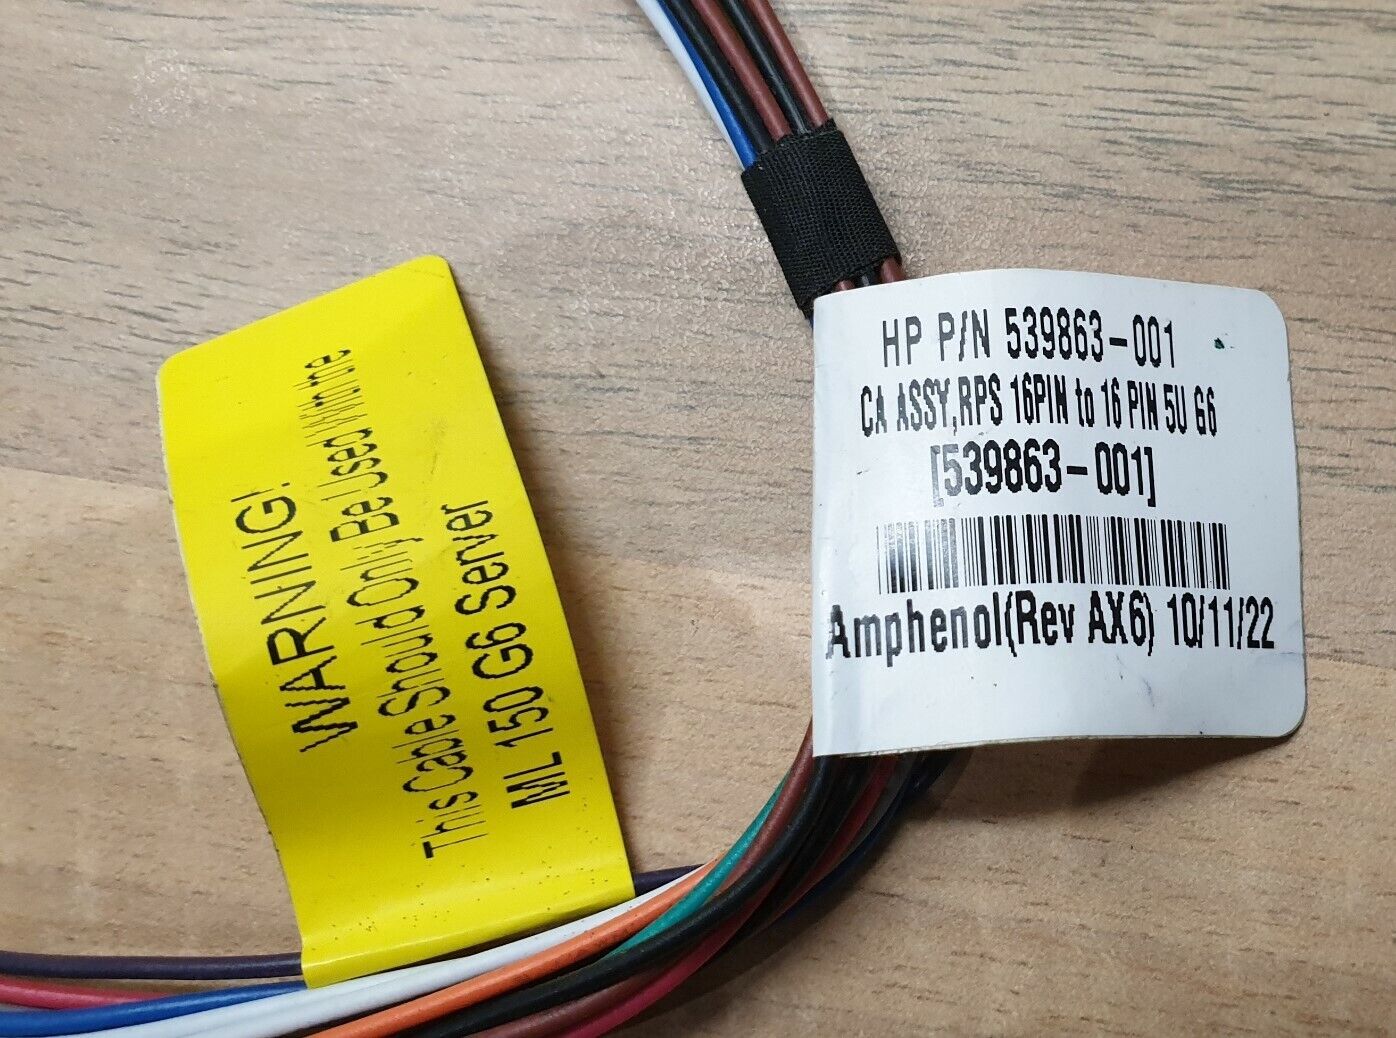 WARNING!
This Cable Should Only Be Used With the
ML 150 G6 Server
HP P/N 539863-001
CA ASSY,RPS 16PIN to 16 PIN 5U G6
[539863-001]
Amphenol(Rev AX6) 10/11/22